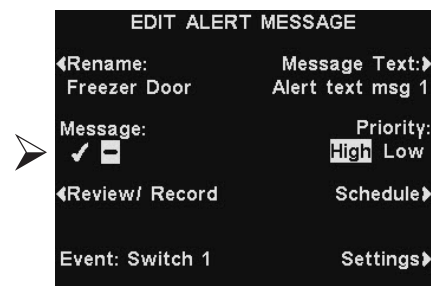 EDIT ALERT MESSAGE
Rename: Message Text:
Freezer Door Alert text msg 1
Message: Priority:
✓ - High Low
Review/ Record Schedule
Event: Switch 1 Settings